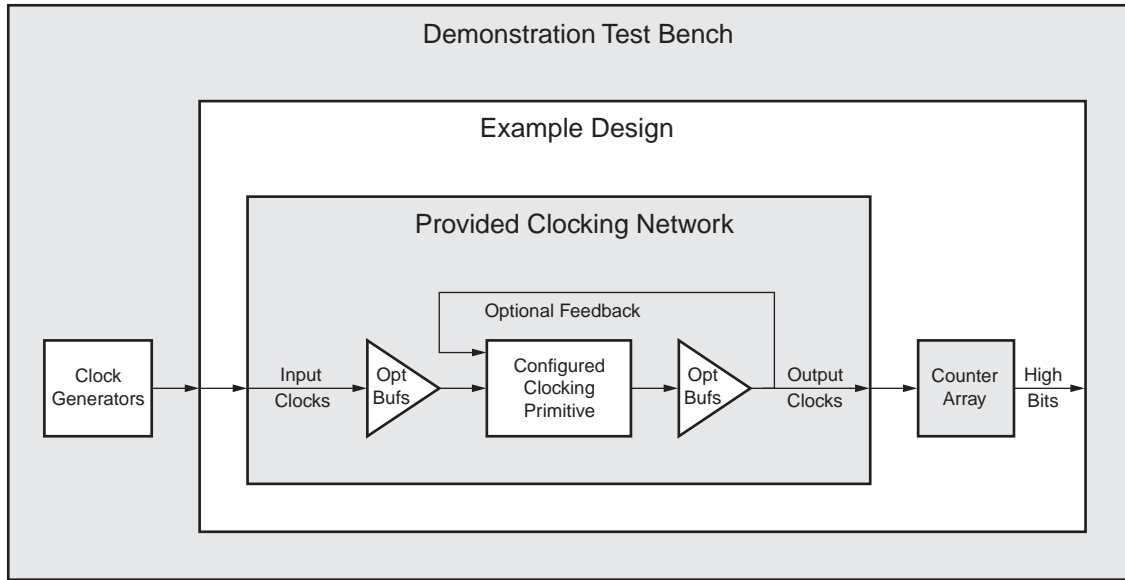 Demonstration Test Bench
Example Design
Provided Clocking Network
Optional Feedback
Clock
Generators
Input
Clocks
Opt
Bufs
Configured
Clocking
Primitive
Opt
Bufs
Output
Clocks
Counter
Array
High
Bits